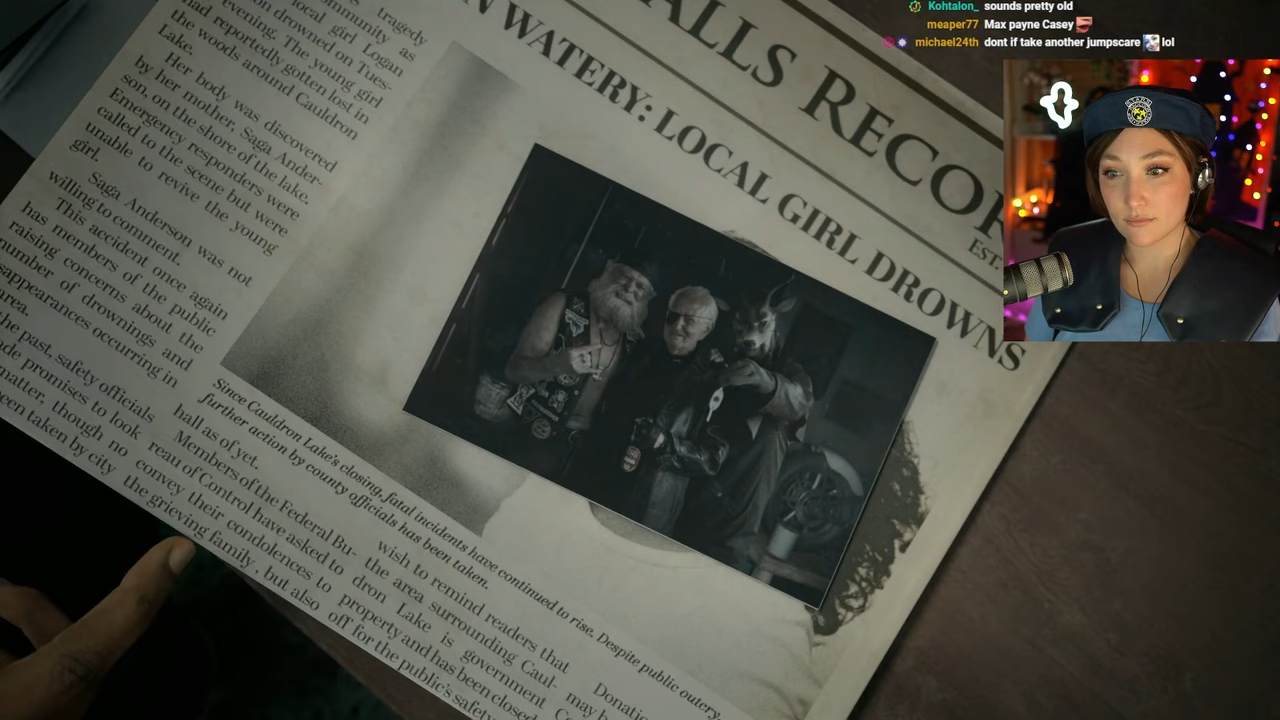 Kohtalon_ sounds pretty old
meaper77 Max payne Casey
michael24th dont if take another jumpscare lol
ALLS RECOR
EST.
N WATERY: LOCAL GIRL DROWNS
tragedy
ommunity as
local girl Logan
on drowned on Tues-
evening. The young girl
had reportedly gotten lost in
the woods around Cauldron
Lake.
Her body was discovered
by her mother, Saga Ander-
son, on the shore of the lake.
Emergency responders were
called to the scene but were
unable to revive the young
girl.
Saga Anderson was not
willing to comment.
This accident once again
has members of the public
raising concerns about the
number of drownings and
sappearances occurring in
area.
the past, safety officials
ade promises to look
matter, though no
een taken by city
hall as of yet.
Members of the Federal Bu-
reau of Control have asked to
convey their condolences to
the grieving family, but also
wish to remind readers that
the area surrounding Caul-
dron Lake is government
property and has been closed
off for the public's safety
Donatio
may b
Since Cauldron Lake's closing, fatal incidents have continued to rise. Despite public outcry,
further action by county officials has been taken.